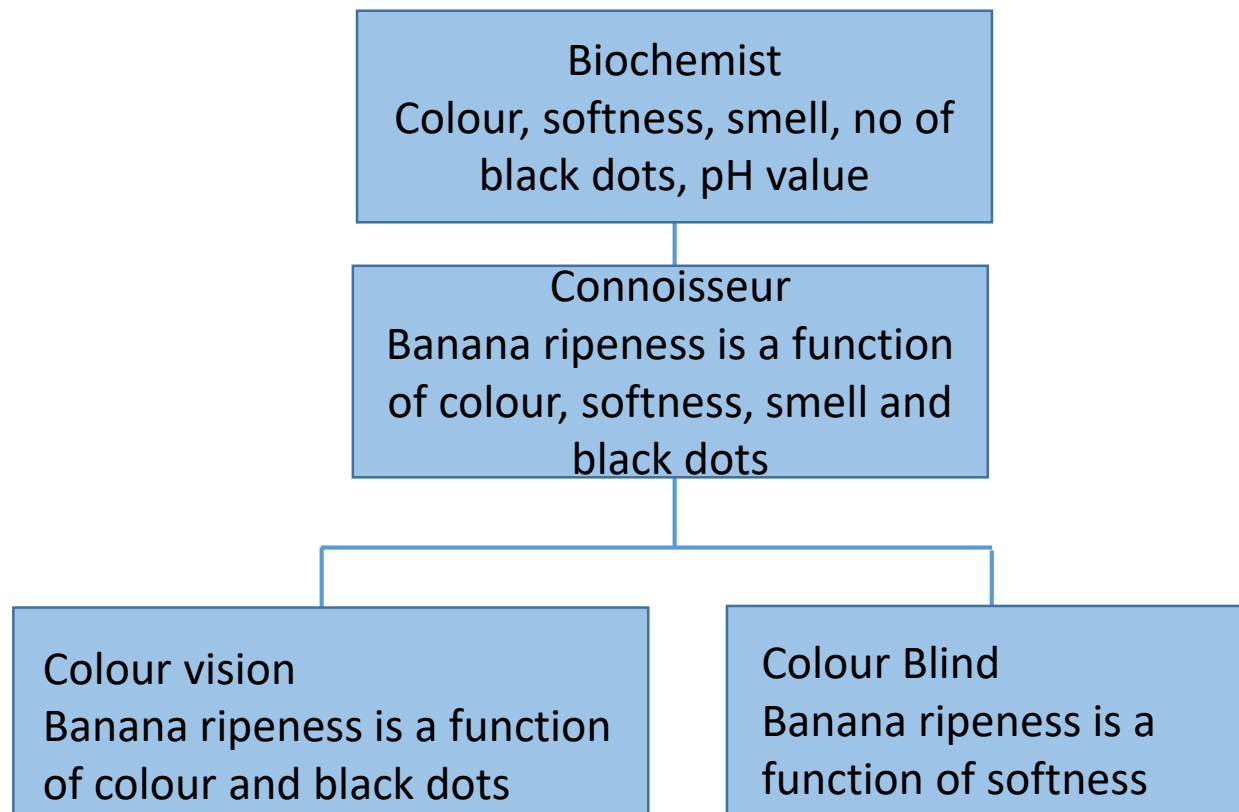 Biochemist
Colour, softness, smell, no of
black dots, pH value
Connoisseur
Banana ripeness is a function
of colour, softness, smell and
black dots
Colour vision
Banana ripeness is a function
of colour and black dots
Colour Blind
Banana ripeness is a
function of softness